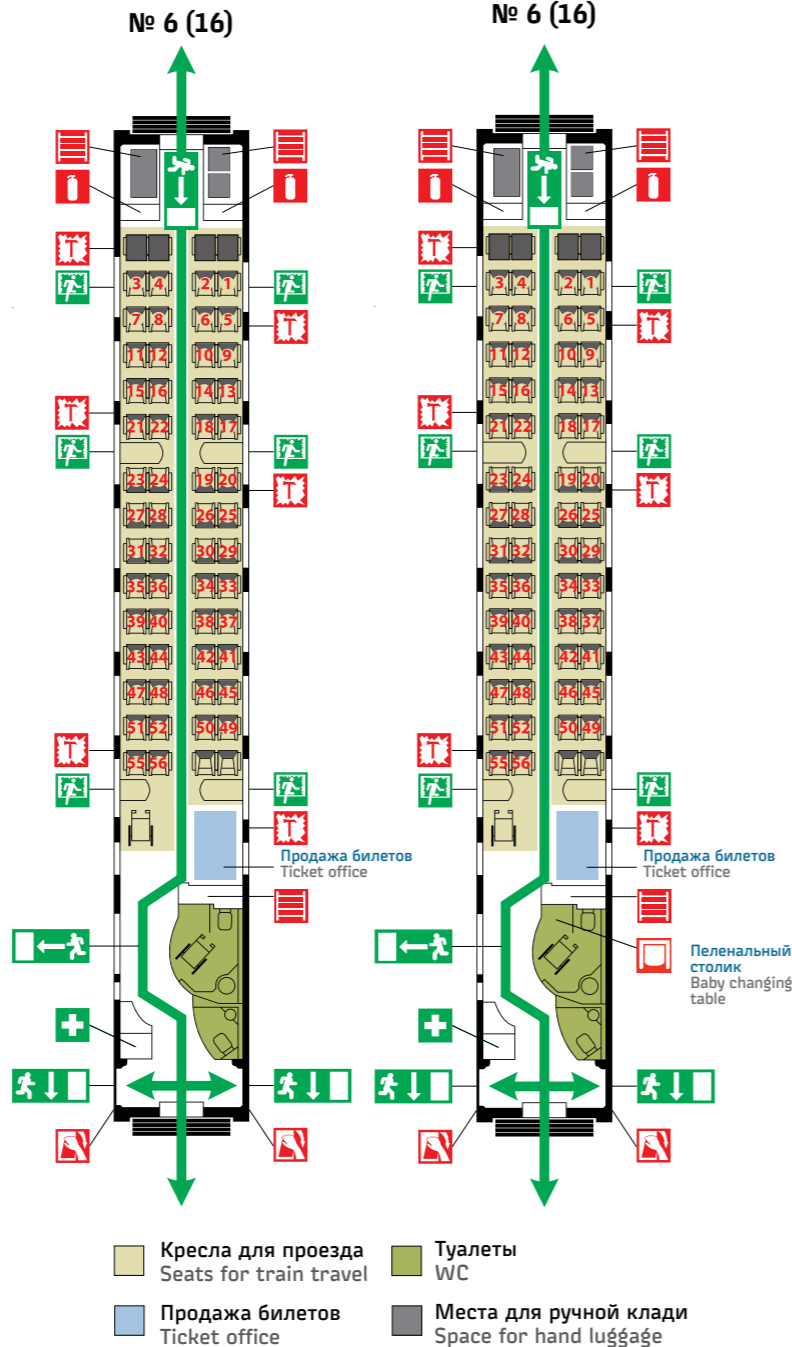 № 6 (16)
№ 6 (16)
T
3 4 2 1
7 8 6 5
T
11 12 10 9
15 16 14 13
T
21 22 18 17
23 24 19 20
T
27 28 26 25
31 32 30 29
35 36 34 33
39 40 38 37
43 44 42 41
47 48 46 45
51 52 50 49
T
55 56
T
Продажа билетов
Ticket office
T
3 4 2 1
7 8 6 5
T
11 12 10 9
15 16 14 13
T
21 22 18 17
23 24 19 20
T
27 28 26 25
31 32 30 29
35 36 34 33
39 40 38 37
43 44 42 41
47 48 46 45
51 52 50 49
T
55 56
T
Продажа билетов
Ticket office
Пеленальный
столик
Baby changing
table
Кресла для проезда
Seats for train travel
Туалеты
WC
Продажа билетов
Ticket office
Места для ручной клади
Space for hand luggage